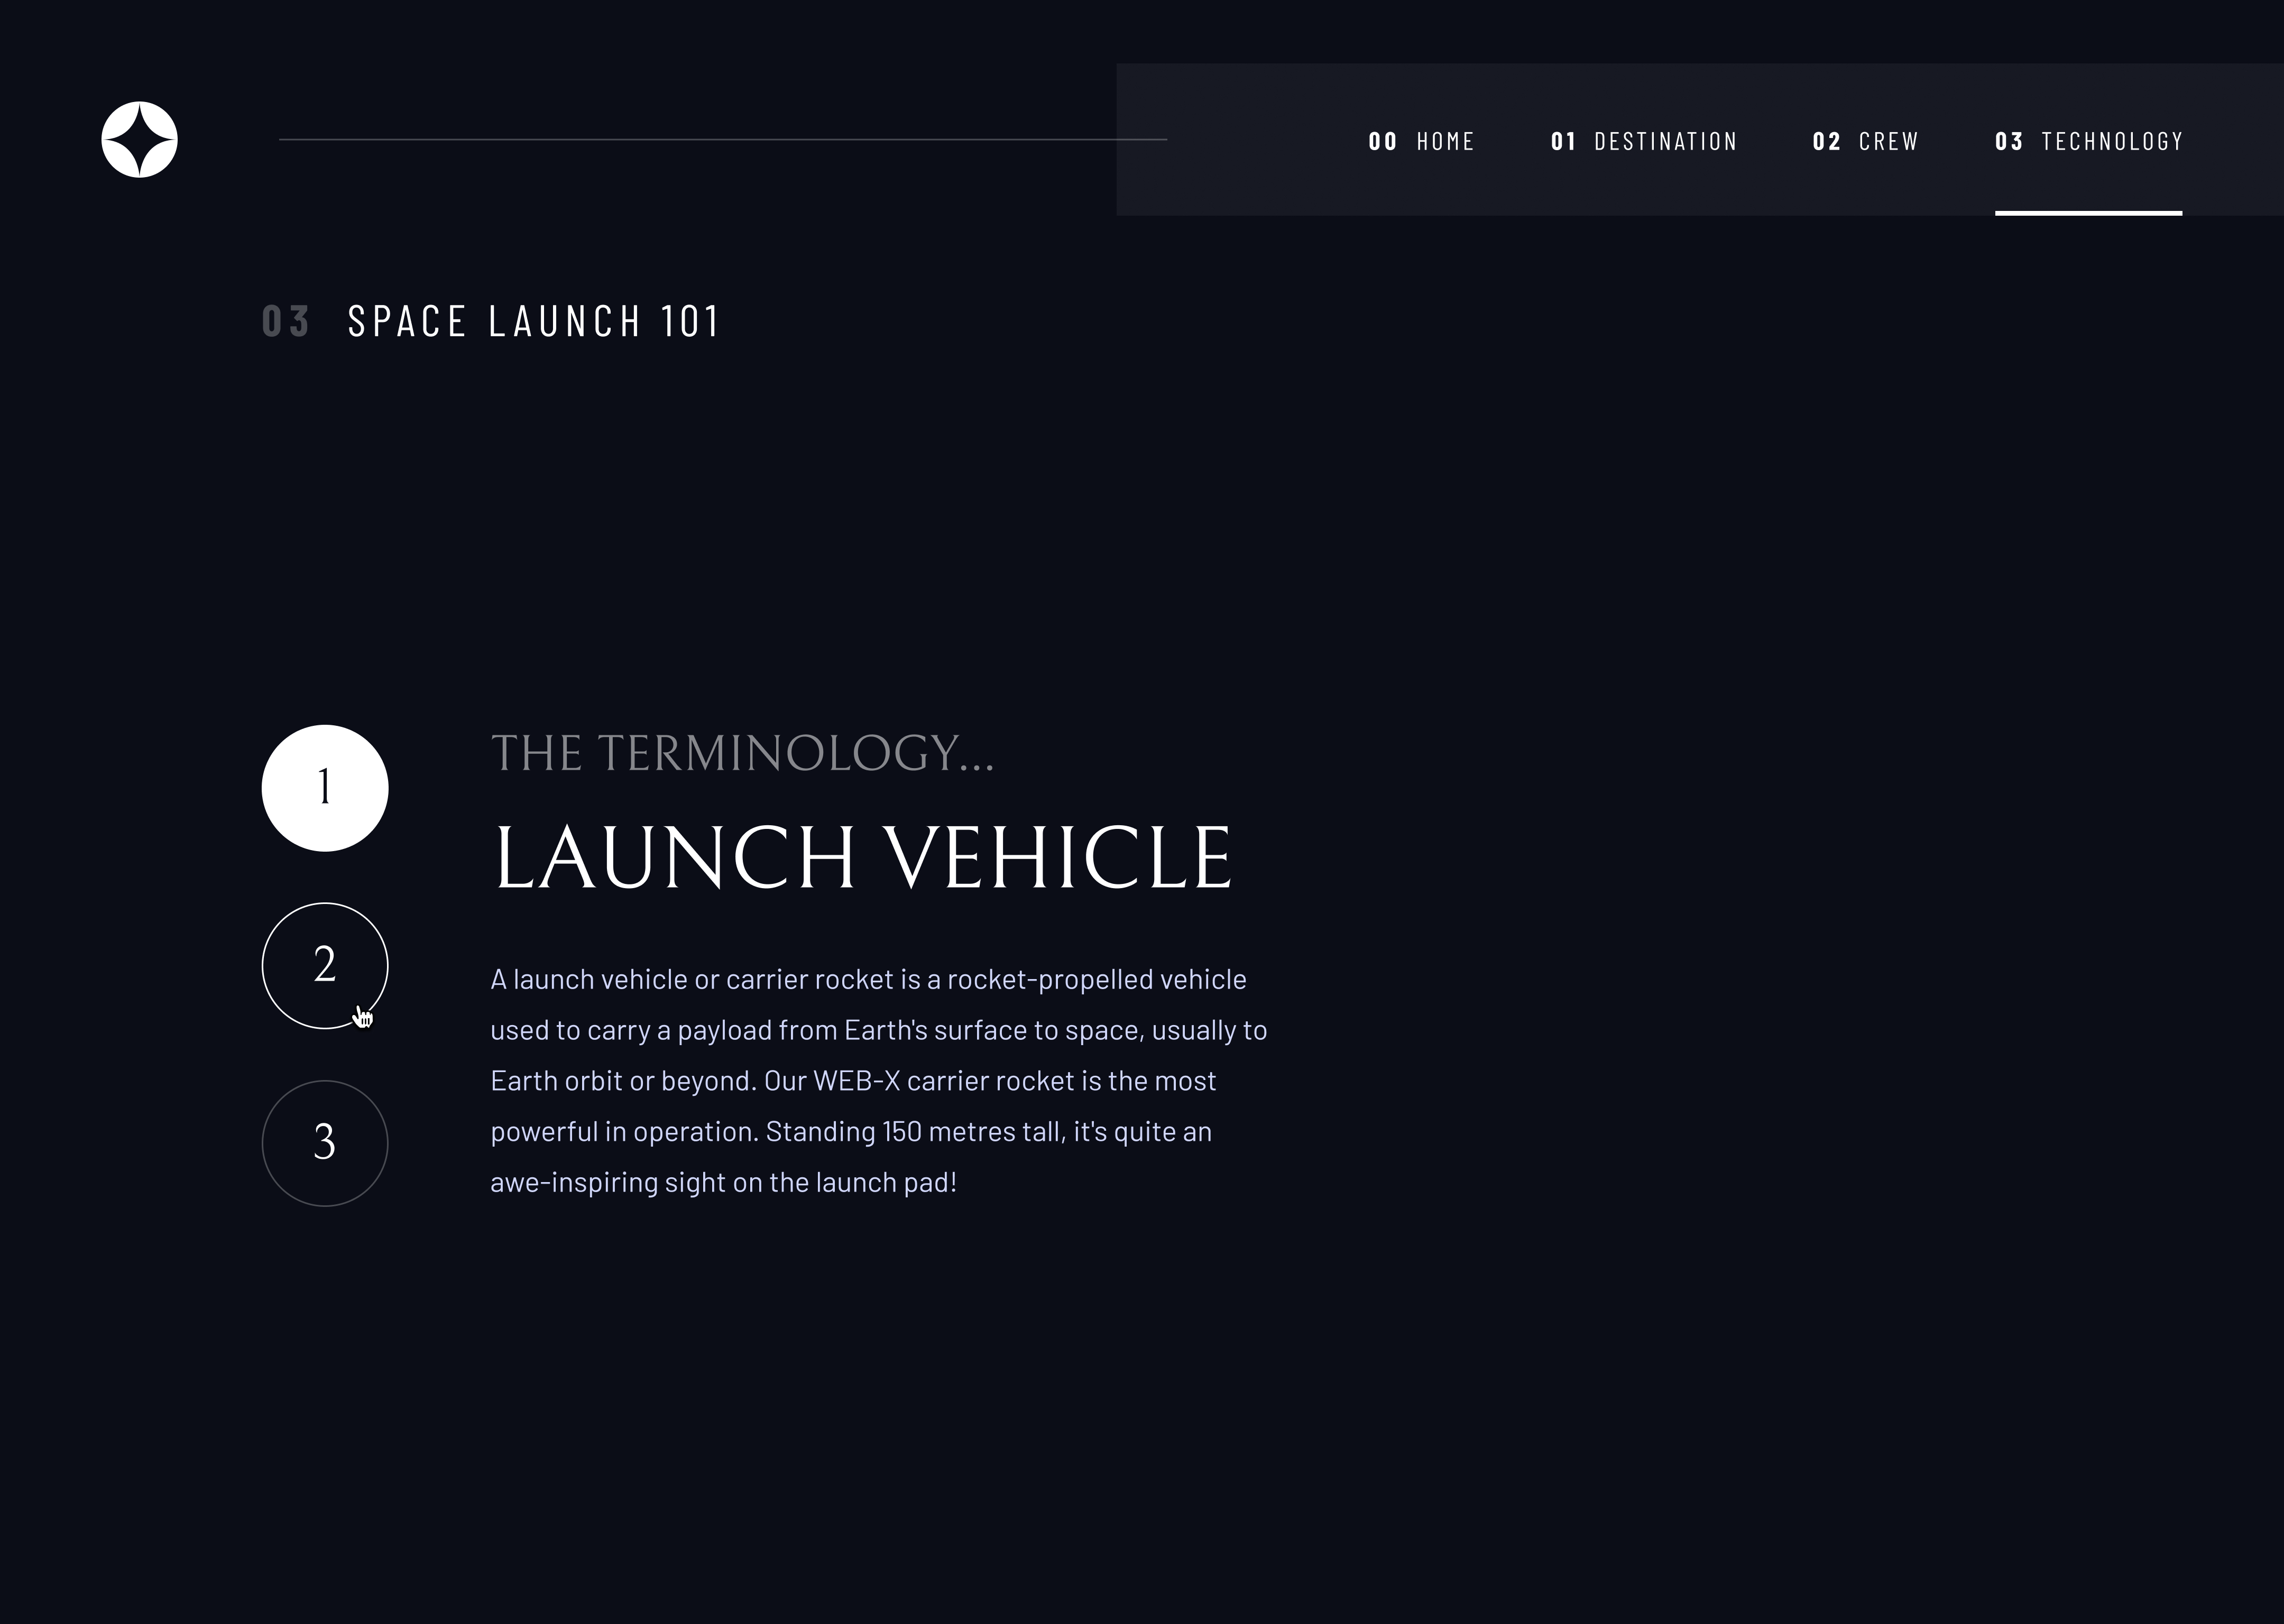 00 HOME 01 DESTINATION 02 CREW 03 TECHNOLOGY
03 SPACE LAUNCH 101
1
2
3
THE TERMINOLOGY...
LAUNCH VEHICLE
A launch vehicle or carrier rocket is a rocket-propelled vehicle
used to carry a payload from Earth's surface to space, usually to
Earth orbit or beyond. Our WEB-X carrier rocket is the most
powerful in operation. Standing 150 metres tall, it's quite an
awe-inspiring sight on the launch pad!